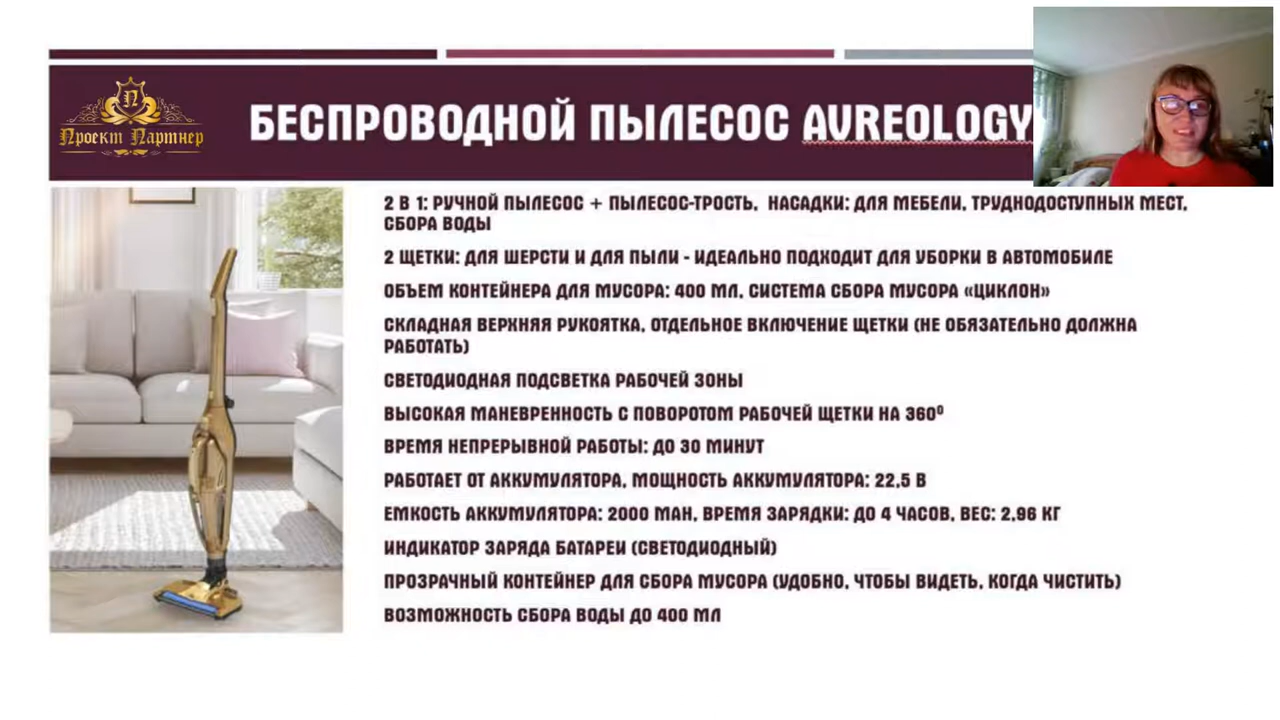 Проект Партнер
БЕСПРОВОДНОЙ ПЫЛЕСОС AVREOLOGY
2 В 1: РУЧНОЙ ПЫЛЕСОС + ПЫЛЕСОС-ТРОСТЬ, НАСАДКИ: ДЛЯ МЕБЕЛИ, ТРУДНОДОСТУПНЫХ МЕСТ,
СБОРА ВОДЫ
2 ЩЕТКИ: ДЛЯ ШЕРСТИ И ДЛЯ ПЫЛИ - ИДЕАЛЬНО ПОДХОДИТ ДЛЯ УБОРКИ В АВТОМОБИЛЕ
ОБЪЕМ КОНТЕЙНЕРА ДЛЯ МУСОРА: 400 МЛ, СИСТЕМА СБОРА МУСОРА «ЦИКЛОН»
СКЛАДНАЯ ВЕРХНЯЯ РУКОЯТКА, ОТДЕЛЬНОЕ ВКЛЮЧЕНИЕ ЩЕТКИ (НЕ ОБЯЗАТЕЛЬНО ДОЛЖНА
РАБОТАТЬ)
СВЕТОДИОДНАЯ ПОДСВЕТКА РАБОЧЕЙ ЗОНЫ
ВЫСОКАЯ МАНЕВРЕННОСТЬ С ПОВОРОТОМ РАБОЧЕЙ ЩЕТКИ НА 360⁰
ВРЕМЯ НЕПРЕРЫВНОЙ РАБОТЫ: ДО 30 МИНУТ
РАБОТАЕТ ОТ АККУМУЛЯТОРА, МОЩНОСТЬ АККУМУЛЯТОРА: 22,5 В
ЕМКОСТЬ АККУМУЛЯТОРА: 2000 МАH, ВРЕМЯ ЗАРЯДКИ: ДО 4 ЧАСОВ, ВЕС: 2,96 КГ
ИНДИКАТОР ЗАРЯДА БАТАРЕИ (СВЕТОДИОДНЫЙ)
ПРОЗРАЧНЫЙ КОНТЕЙНЕР ДЛЯ СБОРА МУСОРА (УДОБНО, ЧТОБЫ ВИДЕТЬ, КОГДА ЧИСТИТЬ)
ВОЗМОЖНОСТЬ СБОРА ВОДЫ ДО 400 МЛ